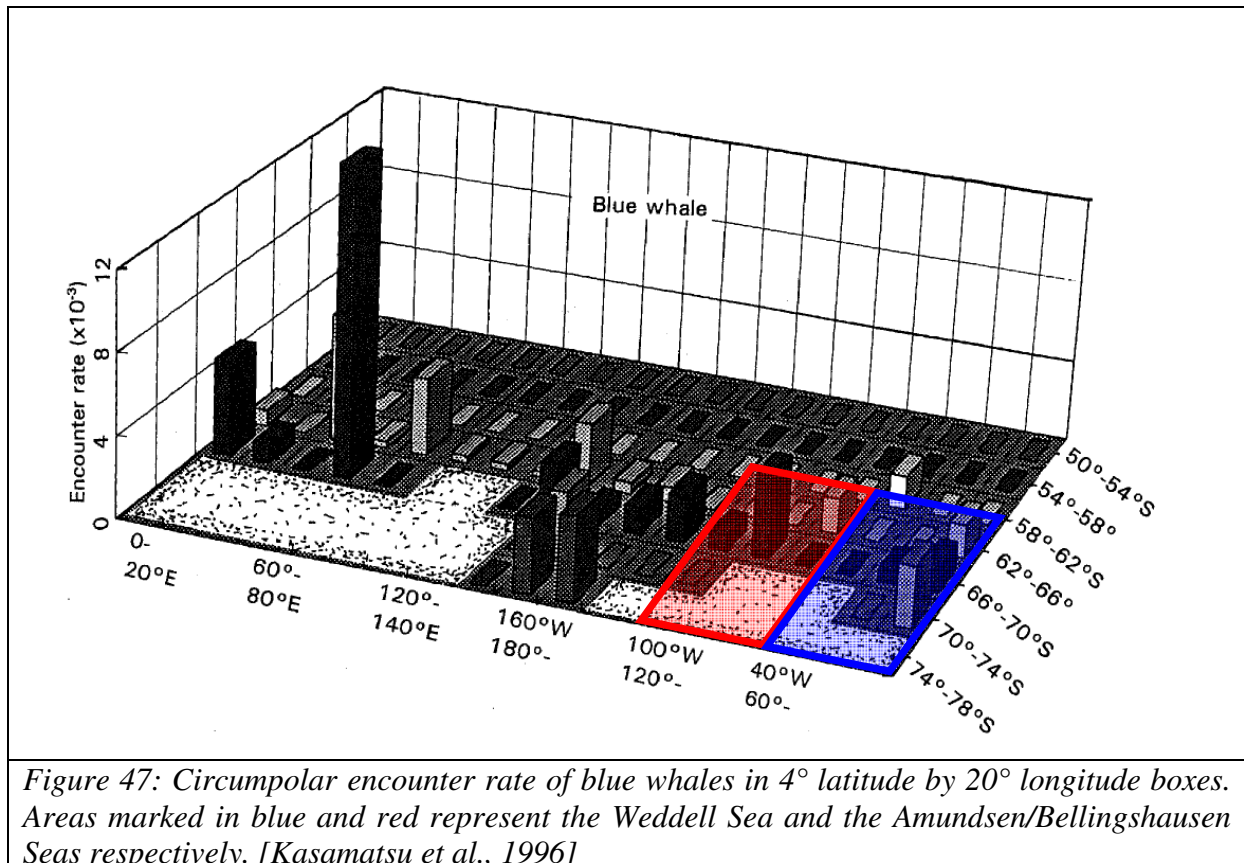 Blue whale
Encounter rate (x10⁻³)
12
8
4
0
0-
20°E
60°-
80°E
120°-
140°E
160°W
180°-
100°W
120°-
40°W
60°-
50°-54°S
54°-58°
58°-62°S
62°-66°
66°-70°S
70°-74°S
74°-78°S
Figure 47: Circumpolar encounter rate of blue whales in 4° latitude by 20° longitude boxes.
Areas marked in blue and red represent the Weddell Sea and the Amundsen/Bellingshausen
Seas respectively. [Kasamatsu et al., 1996]